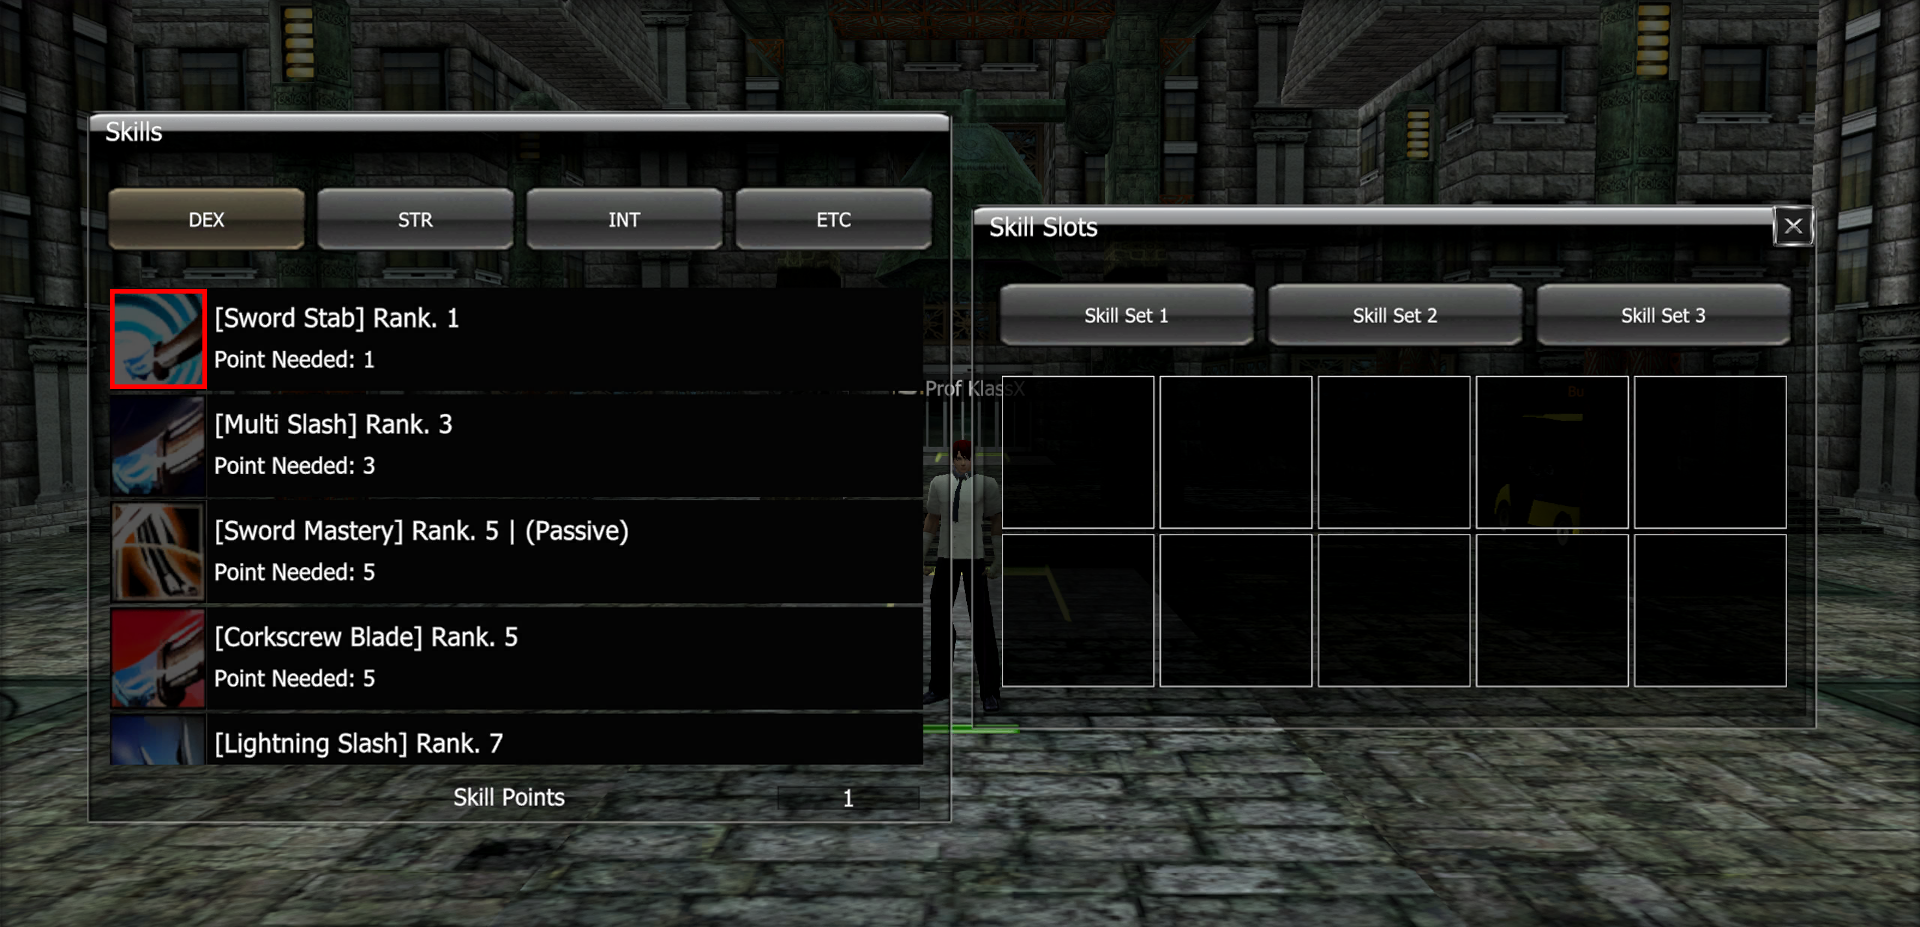 Skills
DEX
STR
INT
ETC
[Sword Stab] Rank. 1
Point Needed: 1
[Multi Slash] Rank. 3
Point Needed: 3
[Sword Mastery] Rank. 5 | (Passive)
Point Needed: 5
[Corkscrew Blade] Rank. 5
Point Needed: 5
[Lightning Slash] Rank. 7
Skill Points
1
Prof KlassX
Skill Slots
Skill Set 1
Skill Set 2
Skill Set 3
Bu